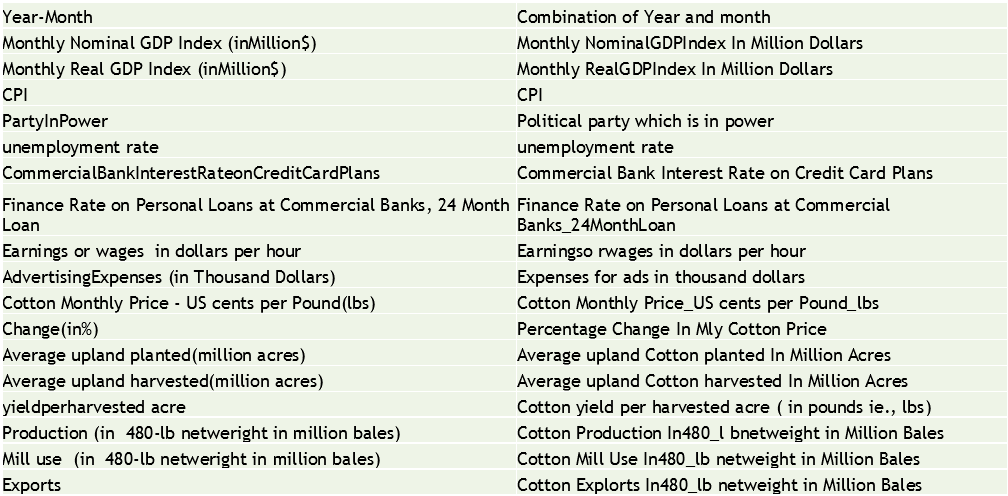 Year-Month Combination of Year and month
Monthly Nominal GDP Index (inMillion$) Monthly NominalGDPIndex In Million Dollars
Monthly Real GDP Index (inMillion$) Monthly RealGDPIndex In Million Dollars
CPI CPI
PartyInPower Political party which is in power
unemployment rate unemployment rate
CommercialBankInterestRateonCreditCardPlans Commercial Bank Interest Rate on Credit Card Plans
Finance Rate on Personal Loans at Commercial Banks, 24 Month Finance Rate on Personal Loans at Commercial
Loan Banks_24MonthLoan
Earnings or wages  in dollars per hour Earningso rwages in dollars per hour
AdvertisingExpenses (in Thousand Dollars) Expenses for ads in thousand dollars
Cotton Monthly Price - US cents per Pound(lbs) Cotton Monthly Price_US cents per Pound_lbs
Change(in%) Percentage Change In Mly Cotton Price
Average upland planted(million acres) Average upland Cotton planted In Million Acres
Average upland harvested(million acres) Average upland Cotton harvested In Million Acres
yieldperharvested acre Cotton yield per harvested acre ( in pounds ie., lbs)
Production (in  480-lb netweright in million bales) Cotton Production In480_l bnetweight in Million Bales
Mill use  (in  480-lb netweright in million bales) Cotton Mill Use In480_lb netweight in Million Bales
Exports Cotton Explorts In480_lb netweight in Million Bales